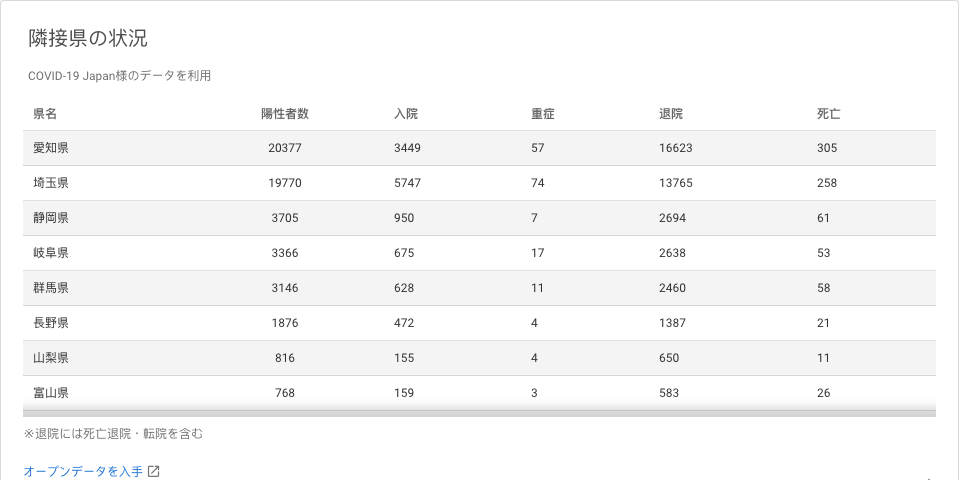 隣接県の状況
COVID-19 Japan様のデータを利用
県名 陽性者数 入院 重症 退院 死亡
愛知県 20377 3449 57 16623 305
埼玉県 19770 5747 74 13765 258
静岡県 3705 950 7 2694 61
岐阜県 3366 675 17 2638 53
群馬県 3146 628 11 2460 58
長野県 1876 472 4 1387 21
山梨県 816 155 4 650 11
富山県 768 159 3 583 26
※退院には死亡退院・転院を含む
オープンデータを入手